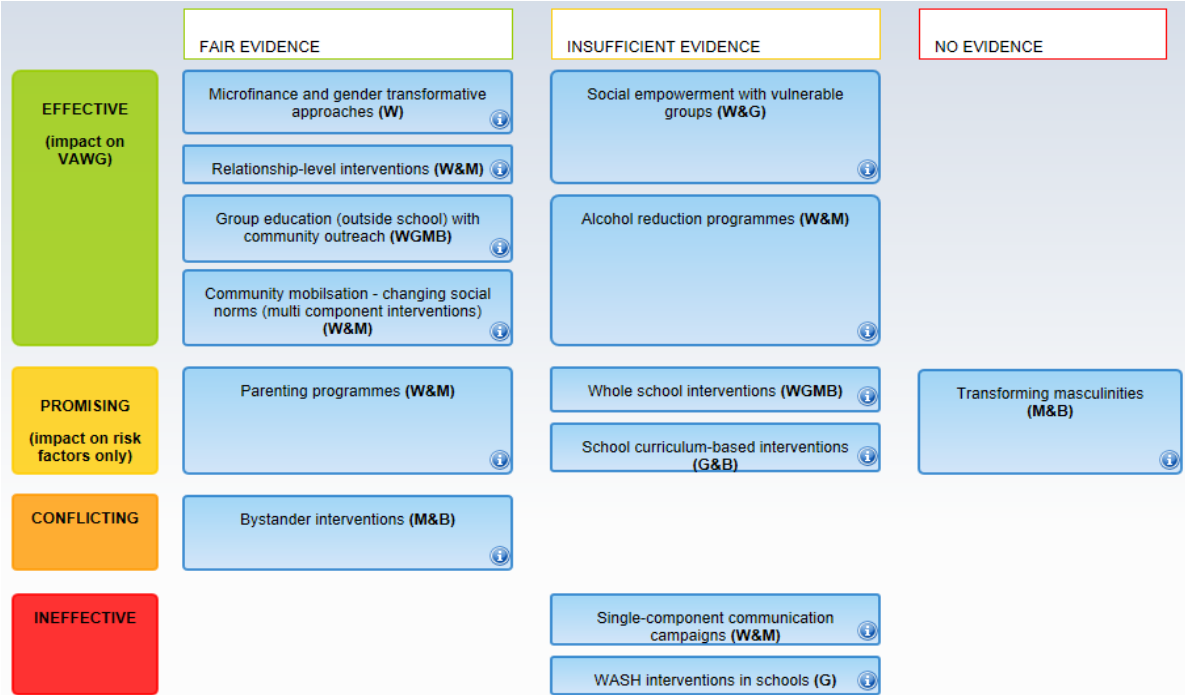 FAIR EVIDENCE
INSUFFICIENT EVIDENCE
NO EVIDENCE
EFFECTIVE
(impact on
VAWG)
Microfinance and gender transformative
approaches (W)
Relationship-level interventions (W&M)
Group education (outside school) with
community outreach (WGMB)
Community mobilsation - changing social
norms (multi component interventions)
(W&M)
Social empowerment with vulnerable
groups (W&G)
Alcohol reduction programmes (W&M)
PROMISING
(impact on risk
factors only)
Parenting programmes (W&M)
Whole school interventions (WGMB)
School curriculum-based interventions
(G&B)
Transforming masculinities
(M&B)
CONFLICTING
Bystander interventions (M&B)
INEFFECTIVE
Single-component communication
campaigns (W&M)
WASH interventions in schools (G)